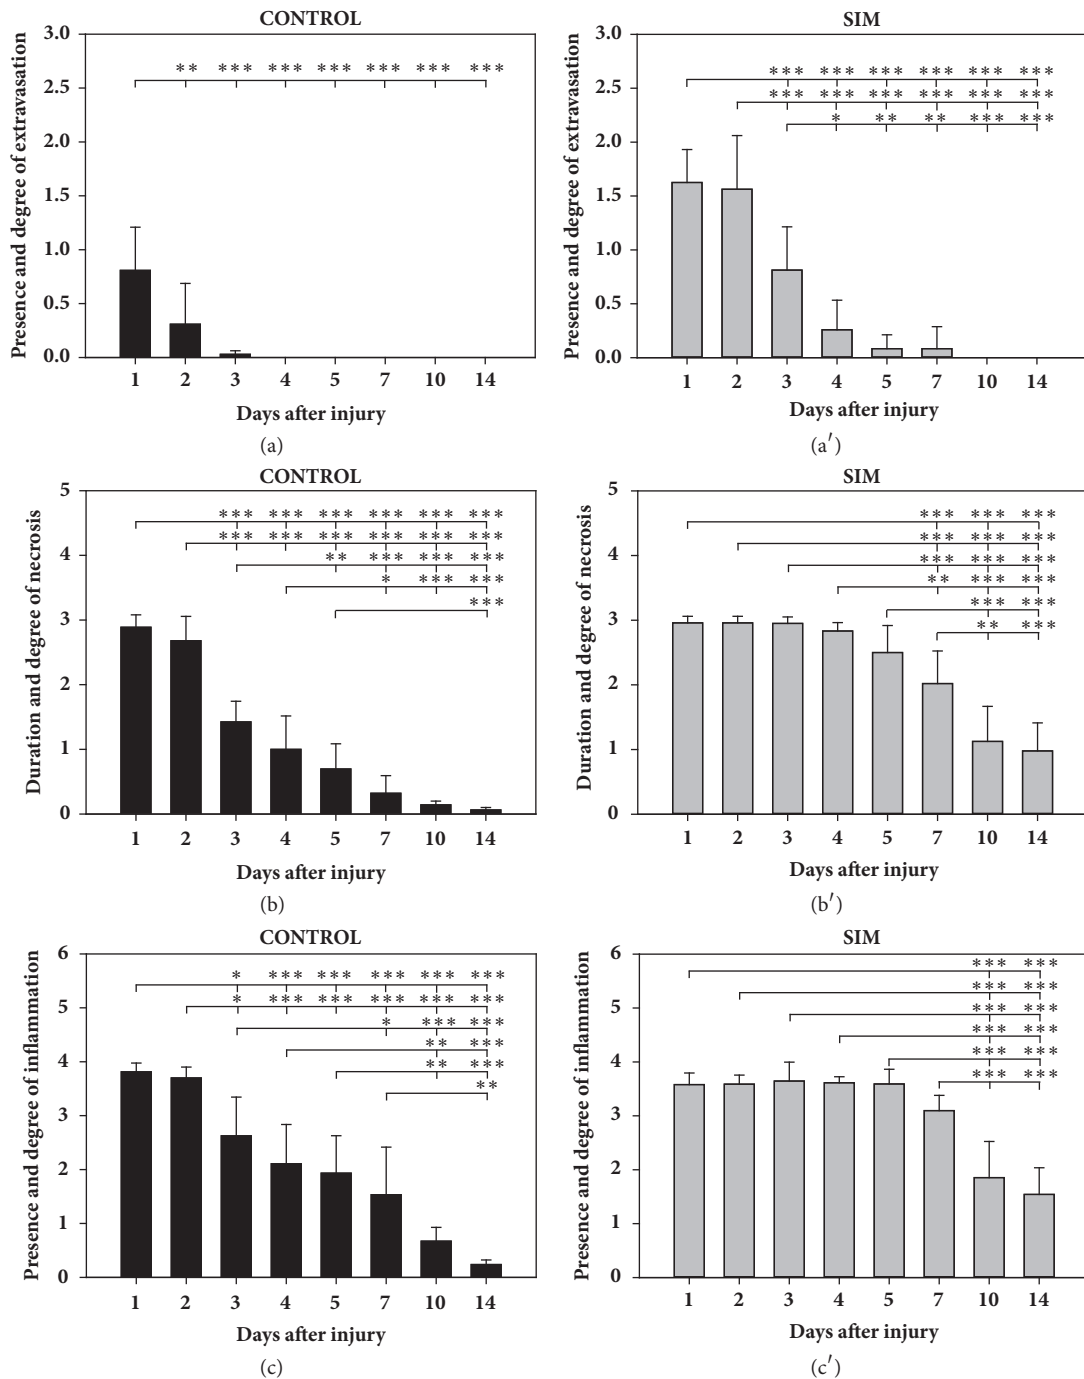 CONTROL
Presence and degree of extravasation
3.0
2.5
2.0
1.5
1.0
0.5
0.0
** *** *** *** *** *** ***
1 2 3 4 5 7 10 14
Days after injury
(a)
SIM
Presence and degree of extravasation
3.0
2.5
2.0
1.5
1.0
0.5
0.0
*** *** *** *** *** ***
*** *** *** *** *** ***
* ** ** *** ***
1 2 3 4 5 7 10 14
Days after injury
(a′)
CONTROL
Duration and degree of necrosis
5
4
3
2
1
0
*** *** *** *** *** ***
*** *** *** *** *** ***
** *** *** ***
* *** ***
***
1 2 3 4 5 7 10 14
Days after injury
(b)
SIM
Duration and degree of necrosis
5
4
3
2
1
0
*** *** ***
*** *** ***
*** *** ***
** *** ***
*** ***
** ***
1 2 3 4 5 7 10 14
Days after injury
(b′)
CONTROL
Presence and degree of inflammation
6
5
4
3
2
1
0
* *** *** *** *** ***
* *** *** *** *** ***
* *** ***
** ***
** ***
**
1 2 3 4 5 7 10 14
Days after injury
(c)
SIM
Presence and degree of inflammation
6
5
4
3
2
1
0
*** ***
*** ***
*** ***
*** ***
*** ***
*** ***
1 2 3 4 5 7 10 14
Days after injury
(c′)